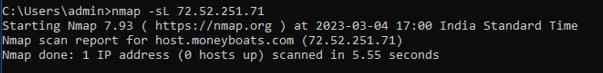 C:\Users\admin>nmap -sL 72.52.251.71
Starting Nmap 7.93 ( https://nmap.org ) at 2023-03-04 17:00 India Standard Time
Nmap scan report for host.moneyboats.com (72.52.251.71)
Nmap done: 1 IP address (0 hosts up) scanned in 5.55 seconds